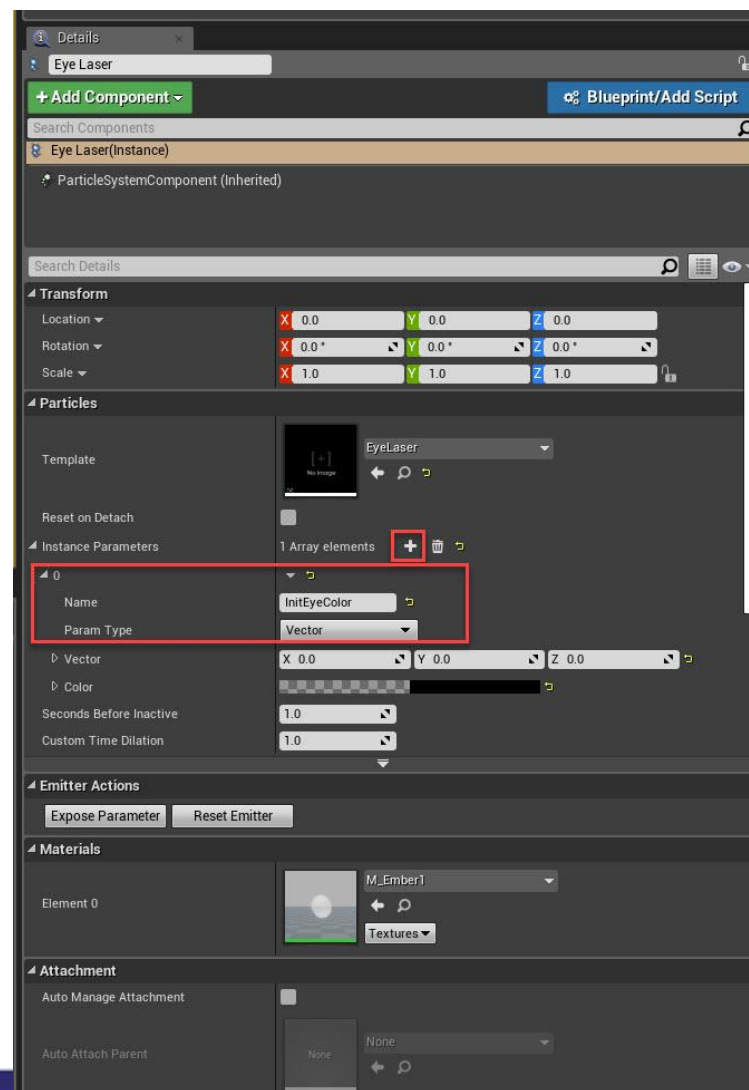 Details
Eye Laser
+Add Component
Blueprint/Add Script
Search Components
Eye Laser(Instance)
ParticleSystemComponent (Inherited)
Search Details
Transform
Location X 0.0 Y 0.0 Z 0.0
Rotation X 0.0 ° Y 0.0 ° Z 0.0 °
Scale X 1.0 Y 1.0 Z 1.0
Particles
Template
EyeLaser
[+]
No Image
Reset on Detach
Instance Parameters 1 Array elements
0
Name InitEyeColor
Param Type Vector
Vector X 0.0 Y 0.0 Z 0.0
Color
Seconds Before Inactive 1.0
Custom Time Dilation 1.0
Emitter Actions
Expose Parameter Reset Emitter
Materials
M_Ember1
Element 0
Textures
Attachment
Auto Manage Attachment
None
Auto Attach Parent None